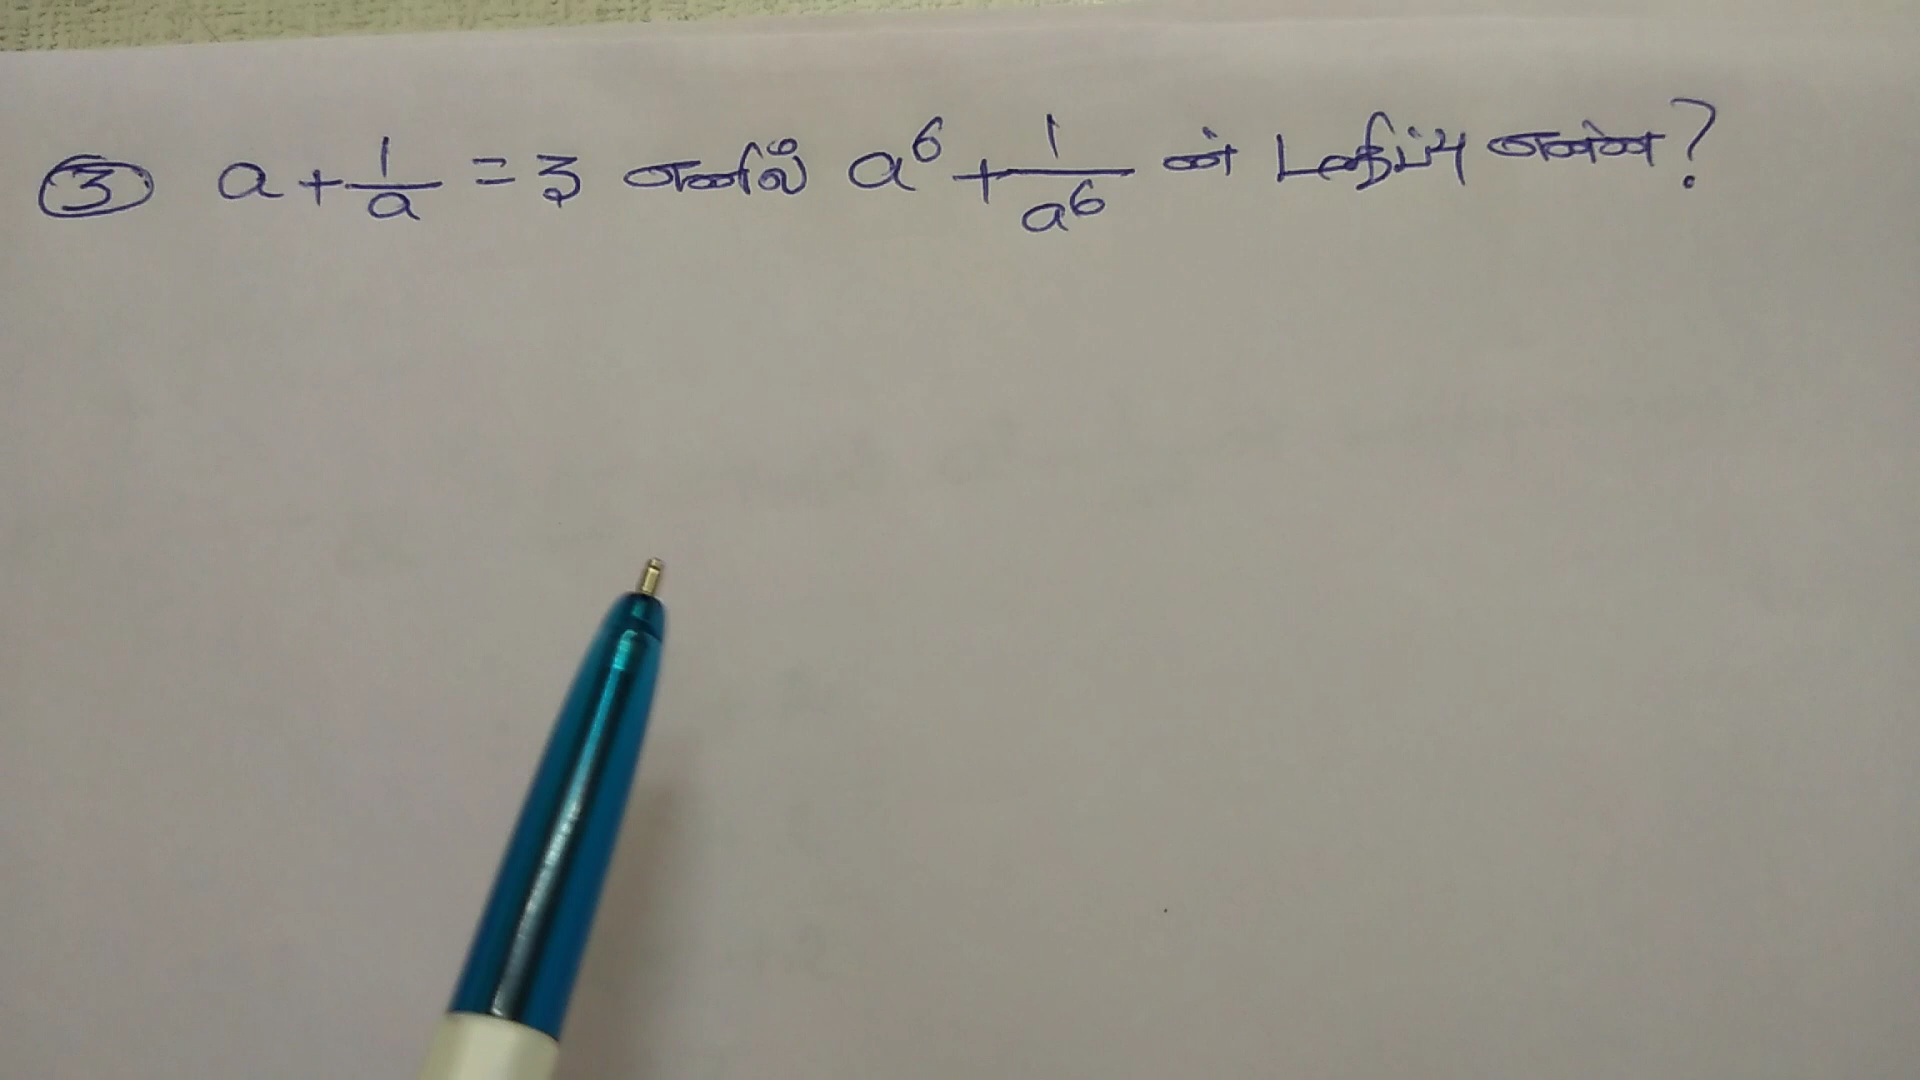 ③ a + 1/a = 3 எனில் a⁶ + 1/a⁶ ன் மதிப்பு என்ன?